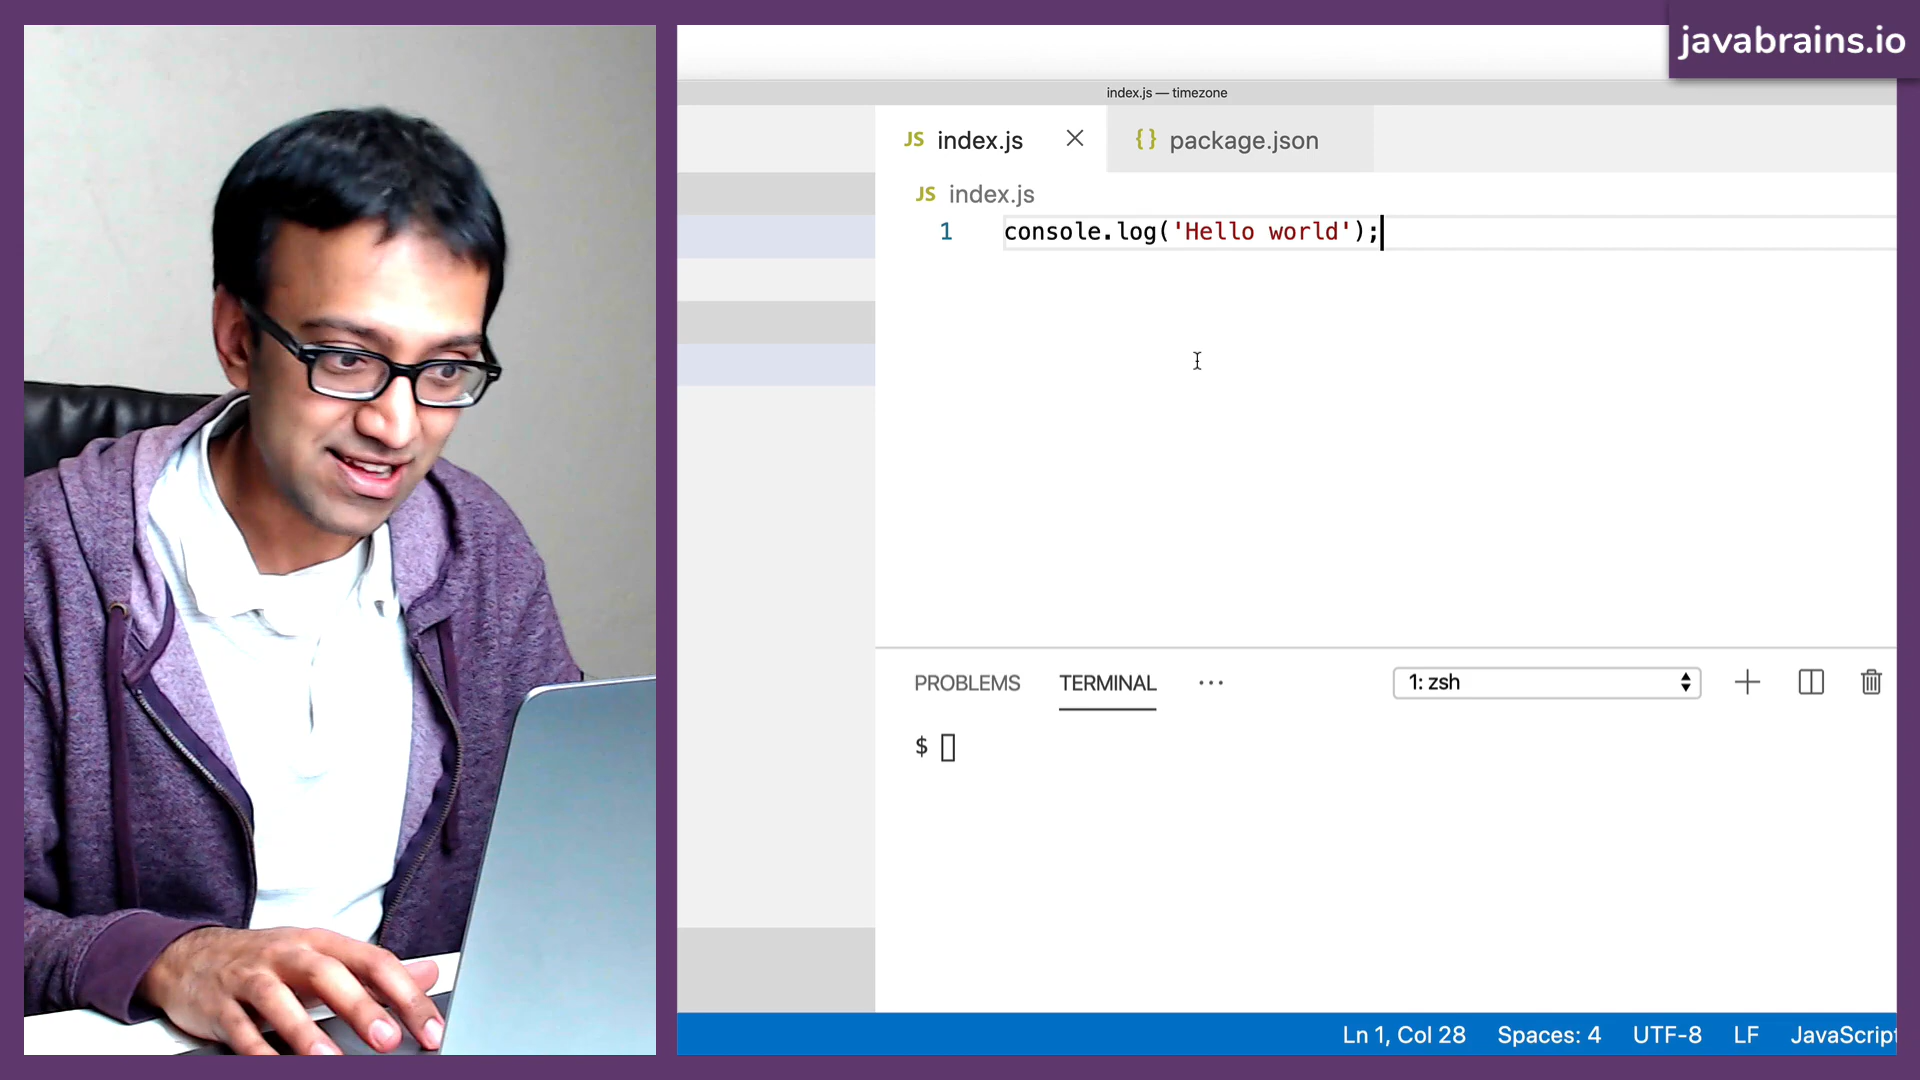 javabrains.io
index.js — timezone
JS index.js
{} package.json
JS index.js
1 console.log('Hello world');
PROBLEMS TERMINAL ··· 1: zsh
$
Ln 1, Col 28 Spaces: 4 UTF-8 LF JavaScript